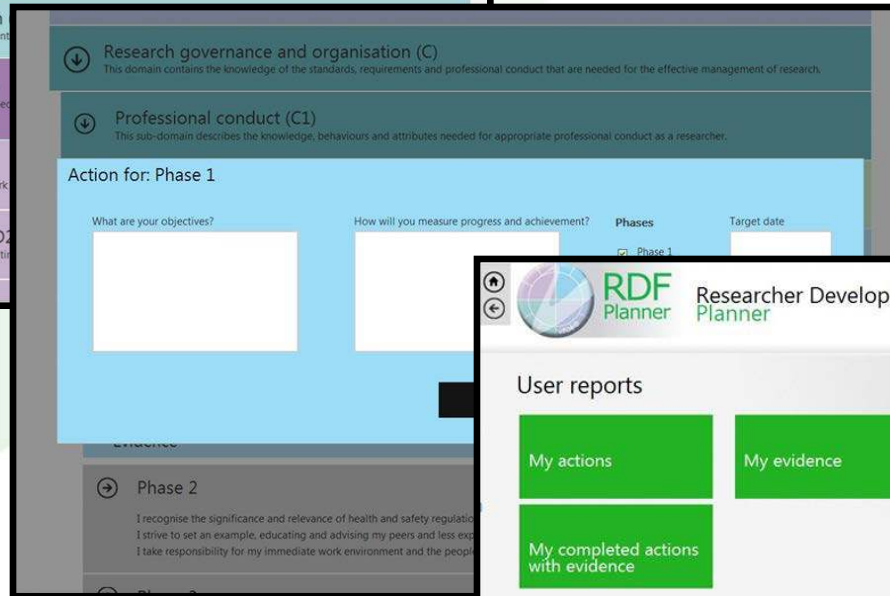 Research governance and organisation (C)
This domain contains the knowledge of the standards, requirements and professional conduct that are needed for the effective management of research.
Professional conduct (C1)
This sub-domain describes the knowledge, behaviours and attributes needed for appropriate professional conduct as a researcher.
Action for: Phase 1
What are your objectives?
How will you measure progress and achievement?
Phases
Target date
Phase 1
Evidence
Phase 2
I recognise the significance and relevance of health and safety regulatio
I strive to set an example, educating and advising my peers and less exp
I take responsibility for my immediate work environment and the peopl
RDF
Planner
Researcher Develop
Planner
User reports
My actions
My evidence
My completed actions
with evidence